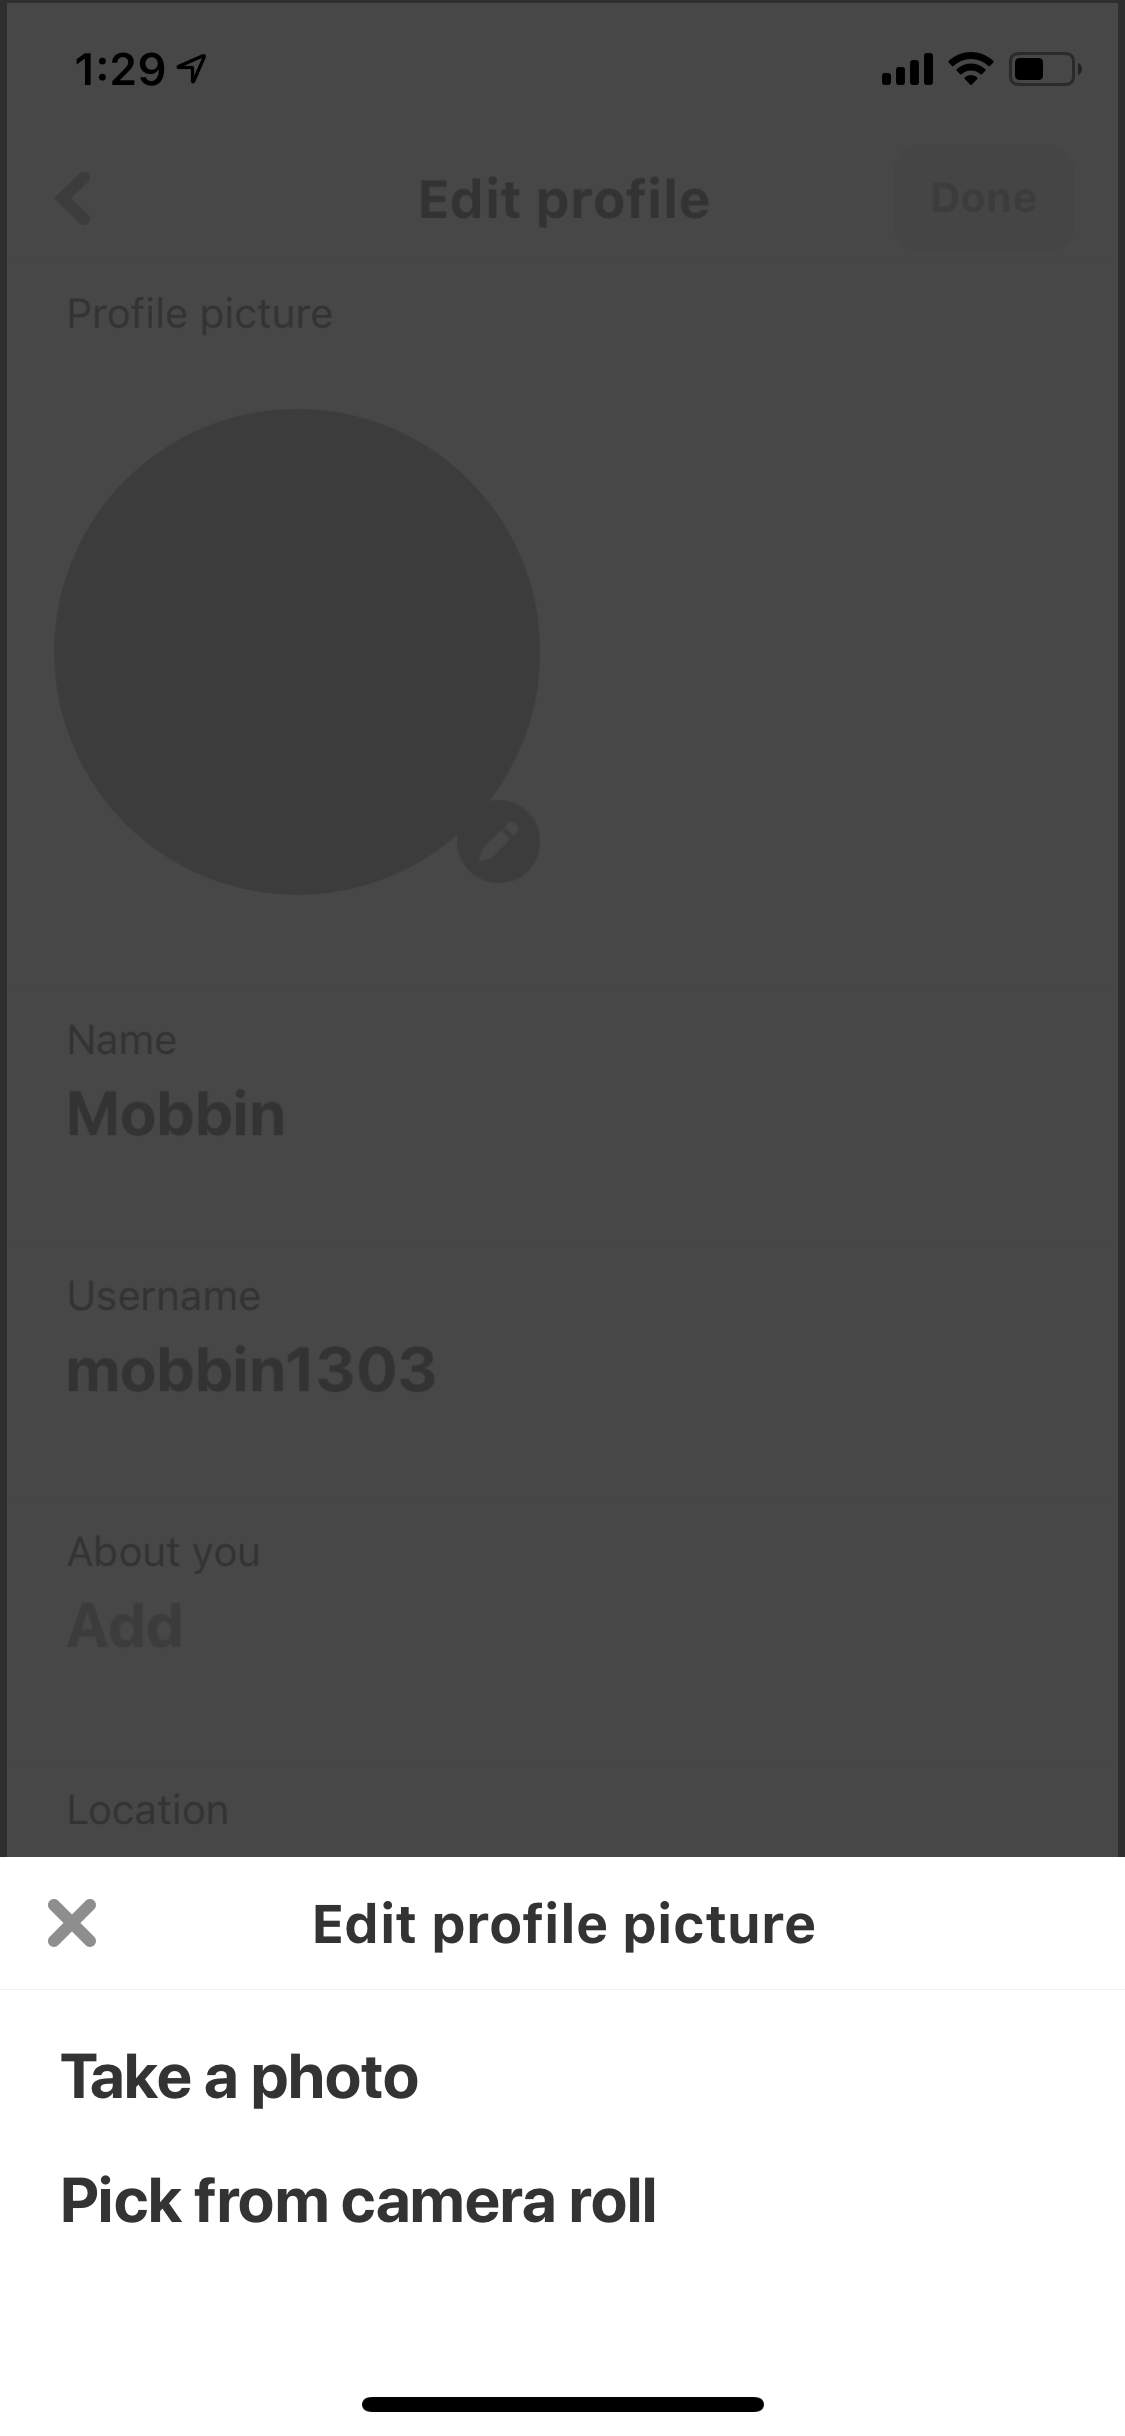 1:29
Edit profile
Done
Profile picture
Name
Mobbin
Username
mobbin1303
About you
Add
Location
Edit profile picture
Take a photo
Pick from camera roll